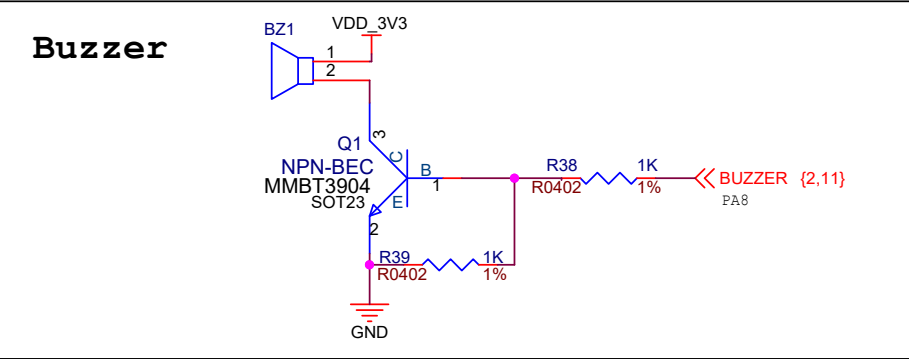 Buzzer
BZ1
VDD_3V3
1
2
3
Q1
C
NPN-BEC
B
MMBT3904
1
SOT23
E
2
R38
1K
R0402
1%
BUZZER {2,11}
PA8
R39
1K
R0402
1%
GND